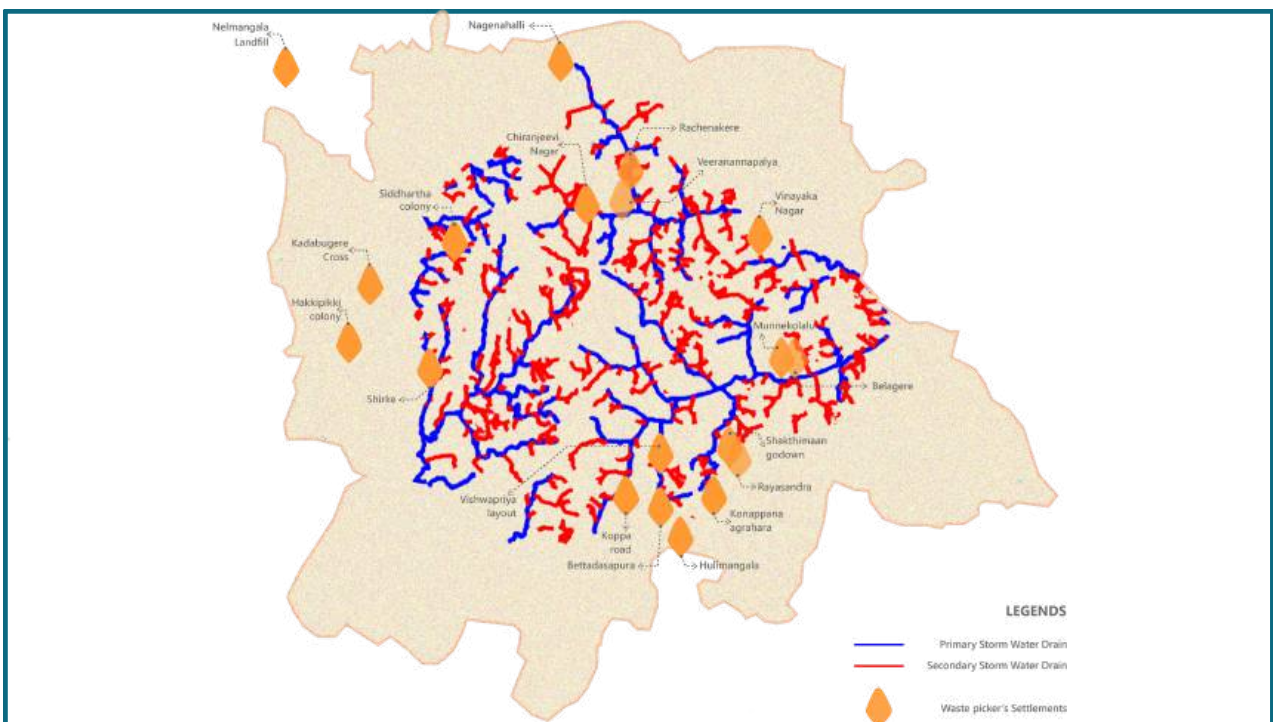 Nelmangala
Landfill
Nagenahalli
Chiranjeevi
Nagar
Rachenakere
Veeranannapalya
Siddhartha
colony
Vinayaka
Nagar
Kadabugere
Cross
Hakkipikki
colony
Munnekolalu
Shirke
Belagere
Shakthimaan
godown
Rayasandra
Vishwapriya
layout
Konappana
agrahara
Koppa
road
Bettadasapura
Hulimangala
LEGENDS
Primary Storm Water Drain
Secondary Storm Water Drain
Waste picker's Settlements